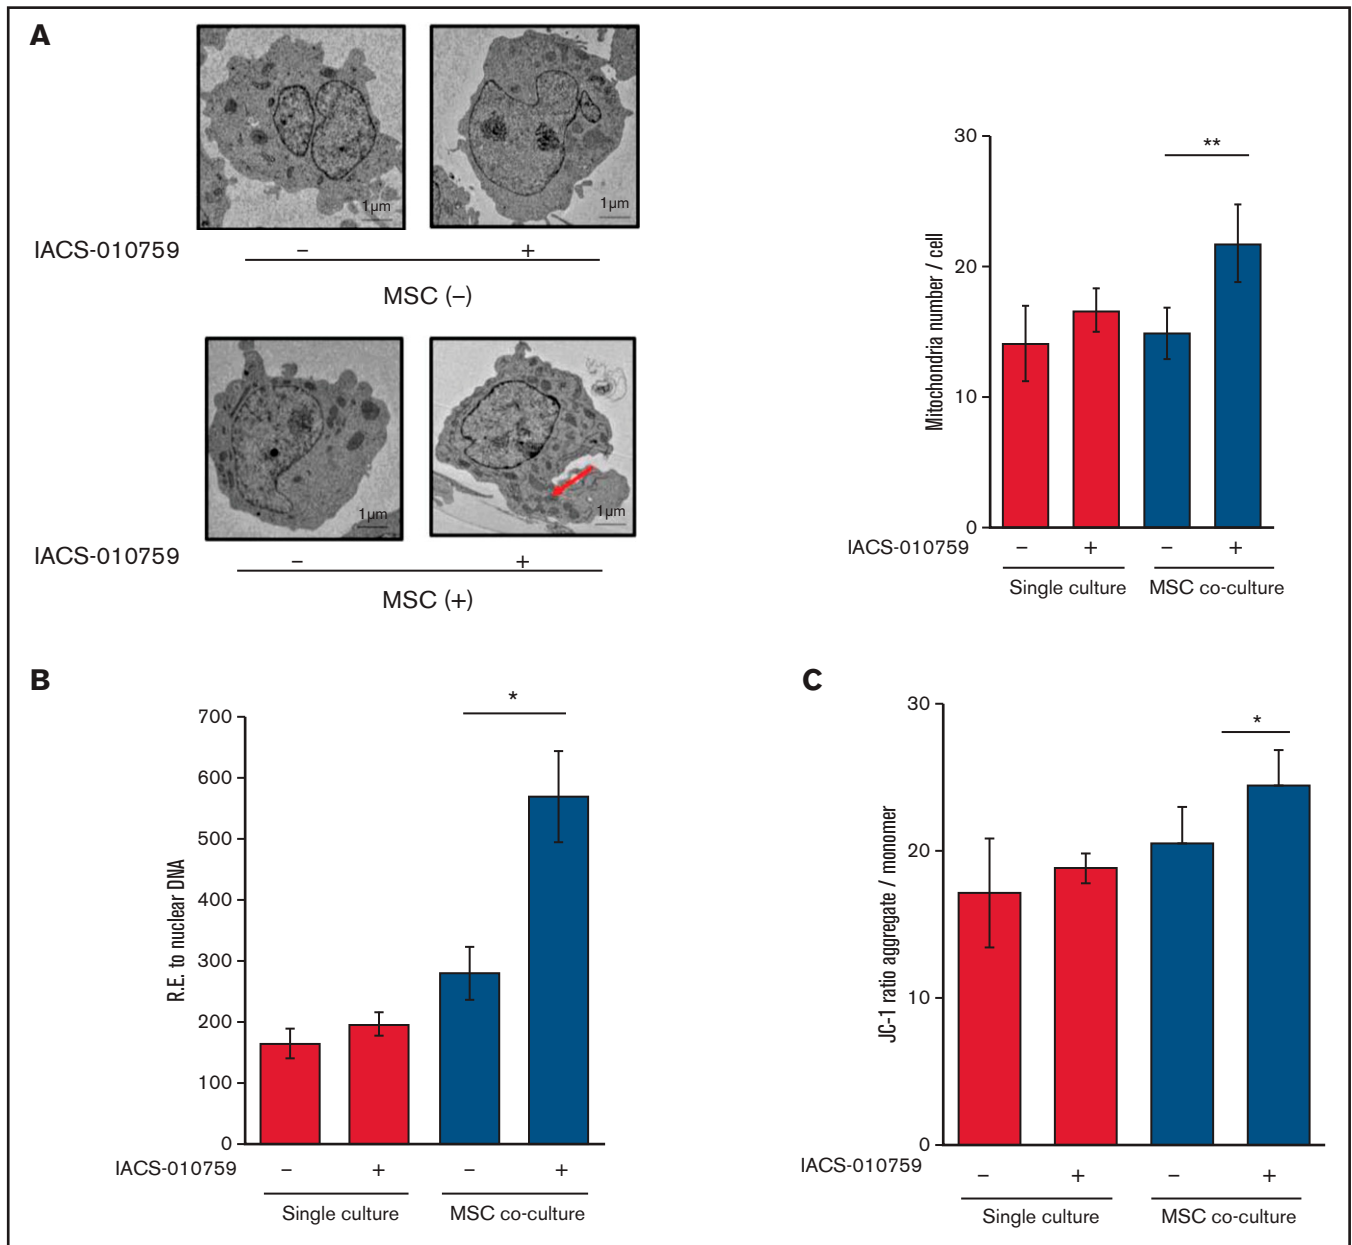 A
1µm
1µm
IACS-010759
–
+
MSC (–)
1µm
1µm
IACS-010759
–
+
MSC (+)
30
20
10
0
Mitochondria number / cell
**
IACS-010759
– + – +
Single culture MSC co-culture
B
700
600
500
400
300
200
100
0
R.E. to nuclear DNA
*
IACS-010759
– + – +
Single culture MSC co-culture
C
30
20
10
0
JC-1 ratio aggregate / monomer
*
IACS-010759
– + – +
Single culture MSC co-culture